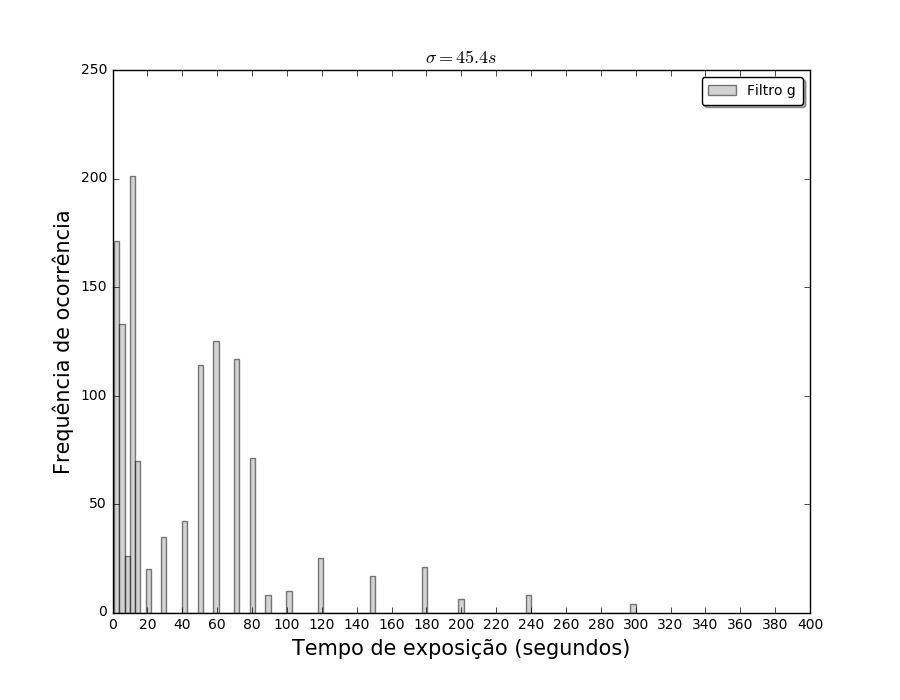 σ = 45.4s
Filtro g
Frequência de ocorrência
250
200
150
100
50
0
0 20 40 60 80 100 120 140 160 180 200 220 240 260 280 300 320 340 360 380 400
Tempo de exposição (segundos)